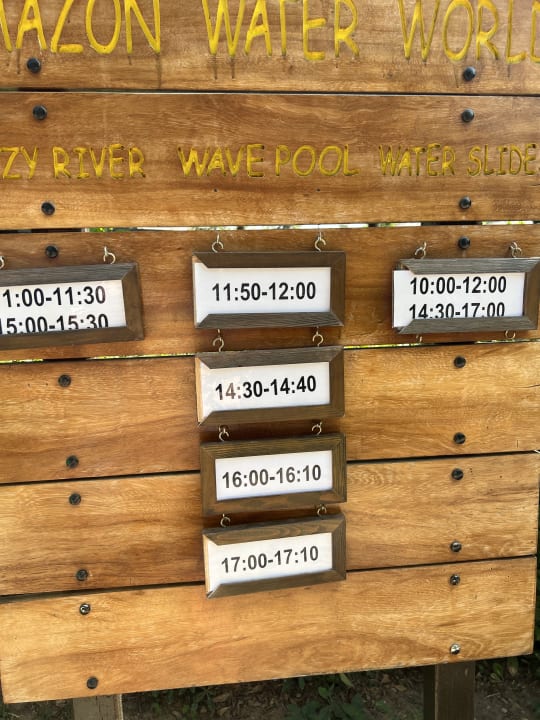 AMAZON WATER WORLD
ZY RIVER WAVE POOL WATER SLIDE
1:00-11:30 11:50-12:00 10:00-12:00
15:00-15:30 14:30-17:00
14:30-14:40
16:00-16:10
17:00-17:10